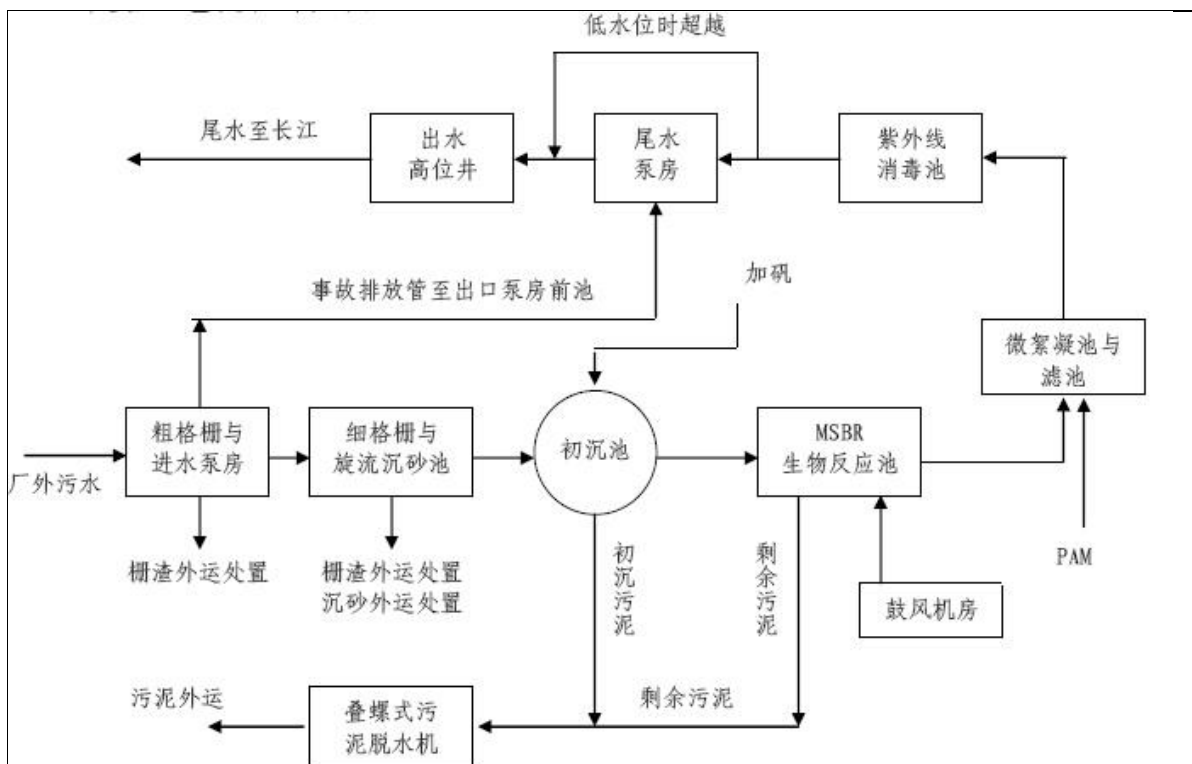 低水位时超越
尾水至长江
出水
高位井
尾水
泵房
紫外线
消毒池
事故排放管至出口泵房前池
加矾
微絮凝池与
滤池
厂外污水
粗格栅与
进水泵房
细格栅与
旋流沉砂池
初沉池
MSBR
生物反应池
栅渣外运处置
栅渣外运处置
沉砂外运处置
初沉污泥
剩余污泥
鼓风机房
PAM
污泥外运
叠螺式污
泥脱水机
剩余污泥